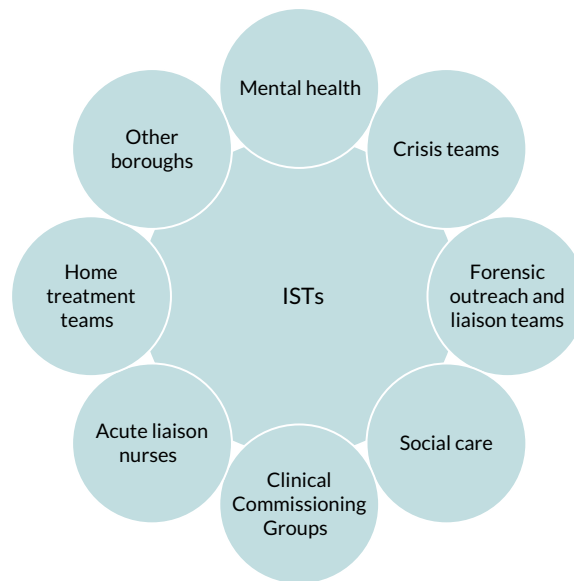 Mental health
Other
boroughs
Crisis teams
Home
treatment
teams
ISTs
Forensic
outreach and
liaison teams
Acute liaison
nurses
Social care
Clinical
Commissioning
Groups